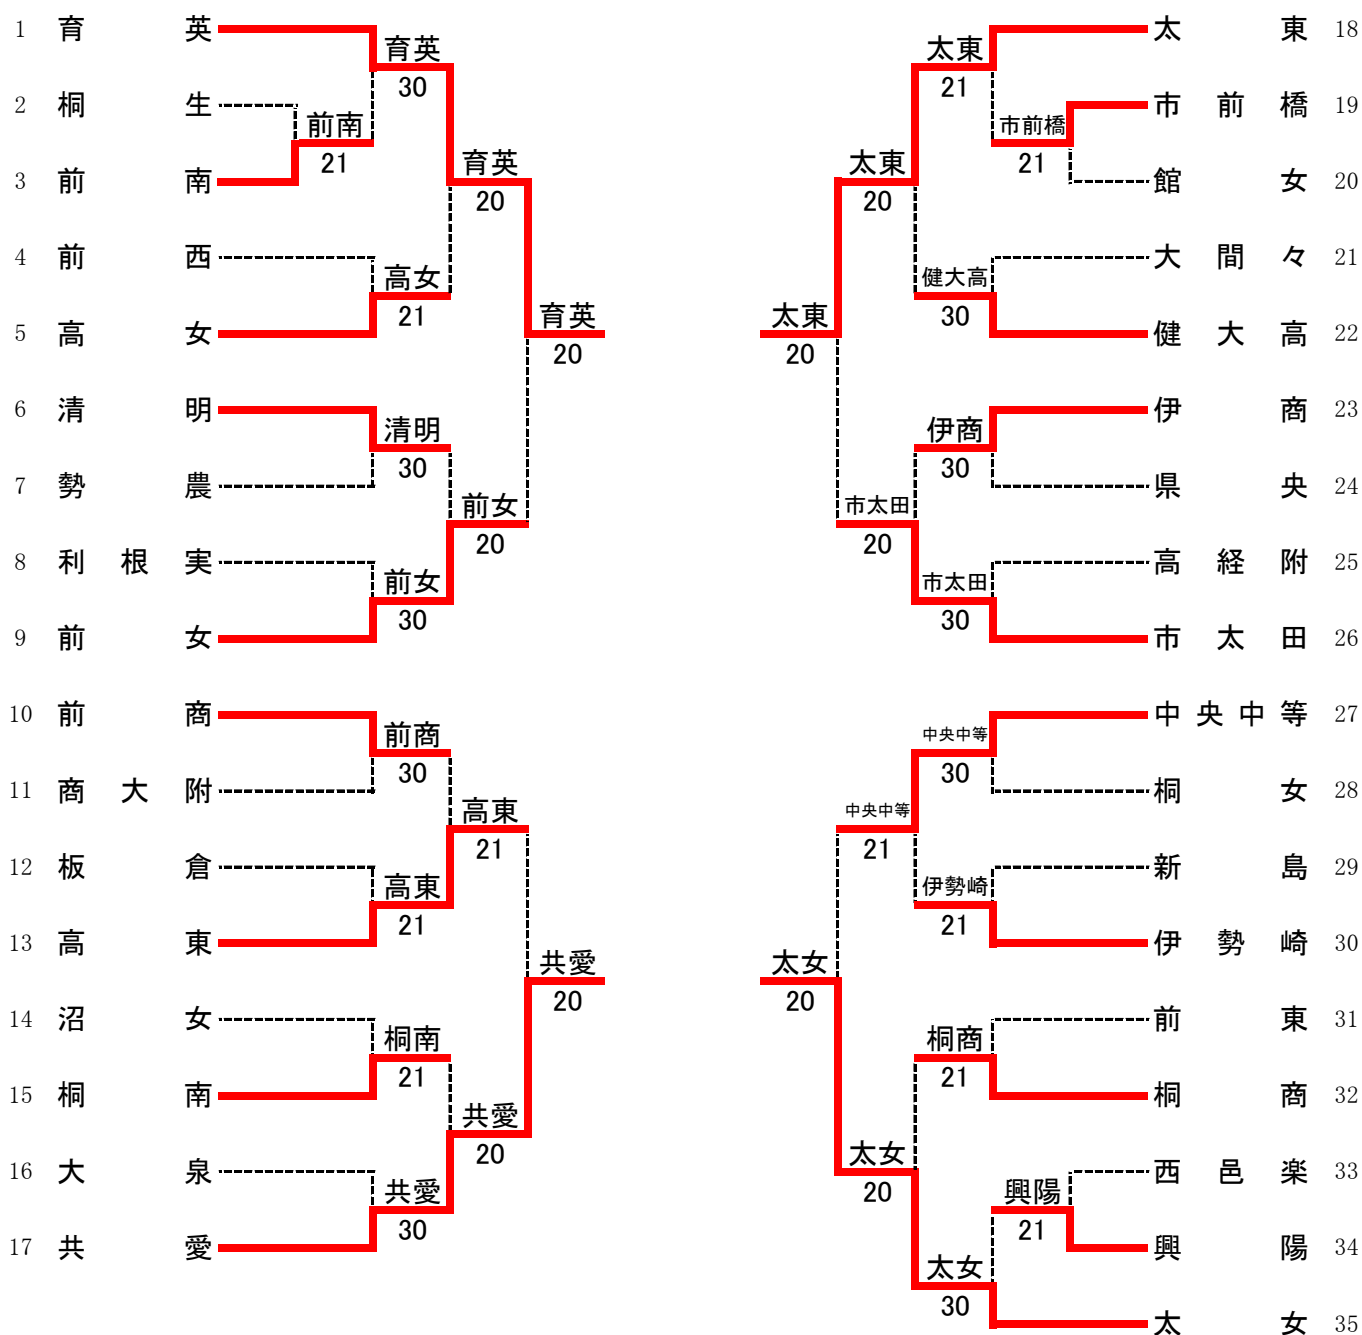 1 育英
2 桐生
3 前南
4 前西
5 高女
6 清明
7 勢農
8 利根実
9 前女
10 前商
11 商大附
12 板倉
13 高東
14 沼女
15 桐南
16 大泉
17 共愛
前南
21
育英
30
高女
21
清明
30
前女
30
前商
30
高東
21
桐南
21
共愛
30
育英
20
前女
20
高東
21
共愛
20
育英
20
共愛
20
太東
20
太女
20
太東
20
市太田
20
中央中等
21
太女
20
太東
21
健大高
30
伊商
30
市太田
30
中央中等
30
伊勢崎
21
桐商
21
太女
30
市前橋
21
興陽
21
太東 18
市前橋 19
館女 20
大間々 21
健大高 22
伊商 23
県央 24
高経附 25
市太田 26
中央中等 27
桐女 28
新島 29
伊勢崎 30
前東 31
桐商 32
西邑楽 33
興陽 34
太女 35